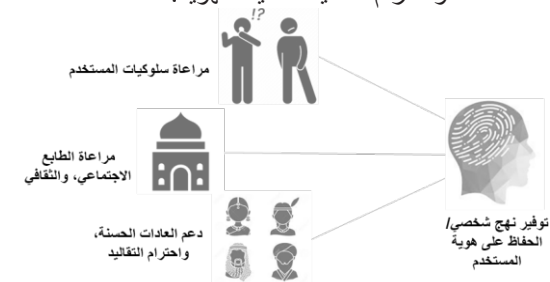 !?
مراعاة سلوكيات المستخدم
مراعاة الطابع
الاجتماعي، والثقافي
دعم العادات الحسنة،
واحترام التقاليد
توفير نهج شخصي/
الحفاظ على هوية
المستخدم